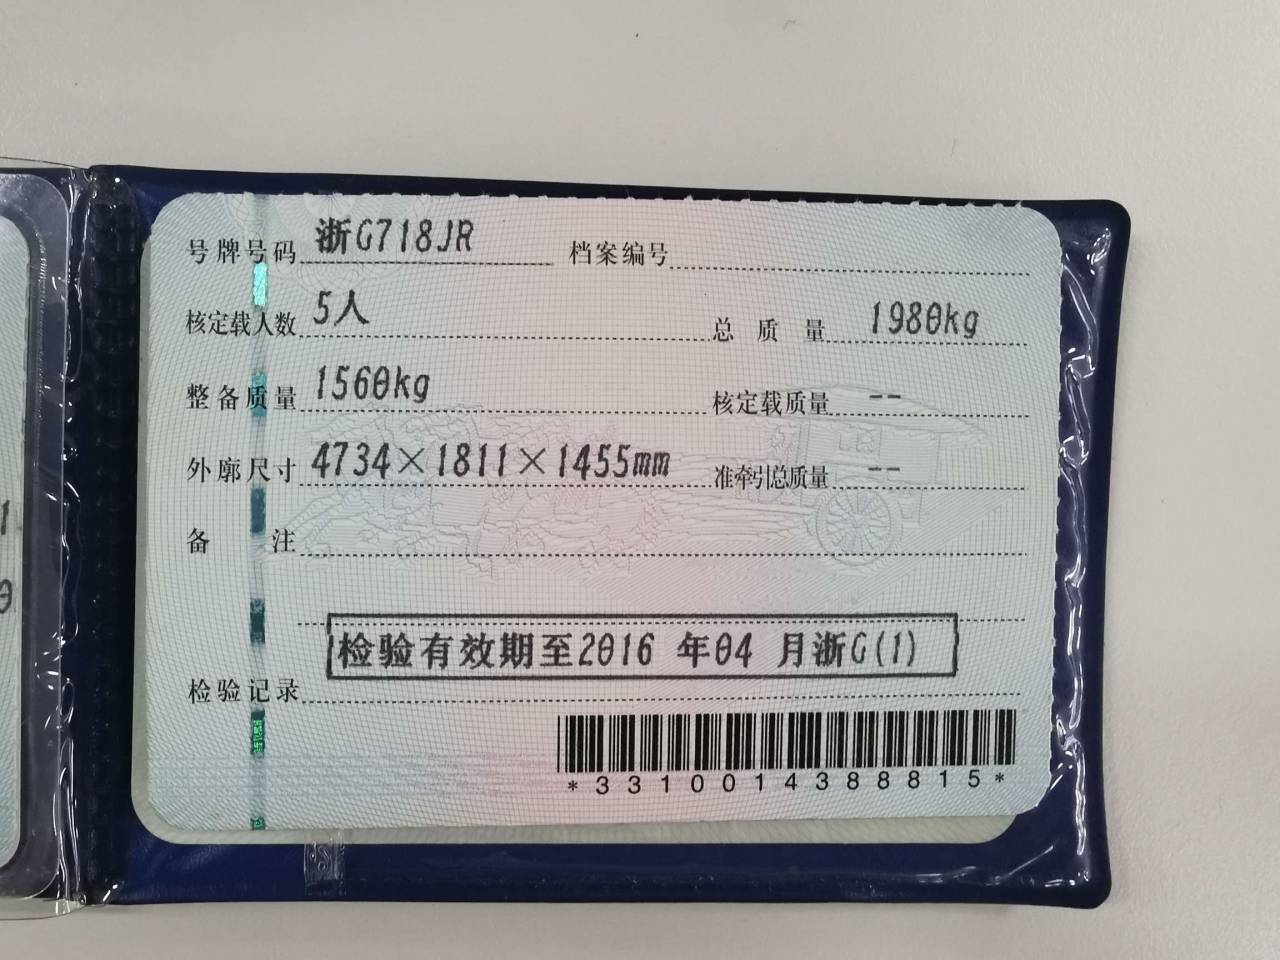 号牌号码 浙G718JR 档案编号
核定载人数 5人 总质量 1980kg
整备质量 1560kg 核定载质量 --
外廓尺寸 4734×1811×1455mm 准牵引总质量 --
备注
检验有效期至2016 年04 月浙G(1)
检验记录
*3310014388815*